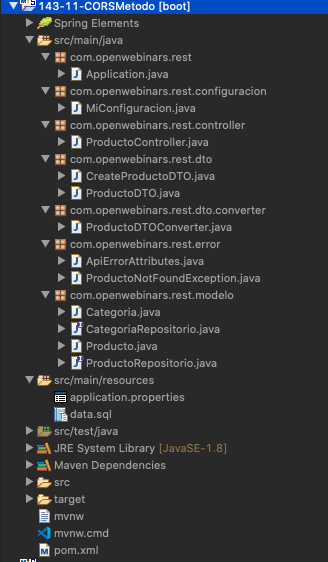 143-11-CORSMetodo [boot]
Spring Elements
src/main/java
com.openwebinars.rest
Application.java
com.openwebinars.rest.configuracion
MiConfiguracion.java
com.openwebinars.rest.controller
ProductoController.java
com.openwebinars.rest.dto
CreateProductoDTO.java
ProductoDTO.java
com.openwebinars.rest.dto.converter
ProductoDTOConverter.java
com.openwebinars.rest.error
ApiErrorAttributes.java
ProductoNotFoundException.java
com.openwebinars.rest.modelo
Categoria.java
CategoriaRepositorio.java
Producto.java
ProductoRepositorio.java
src/main/resources
application.properties
data.sql
src/test/java
JRE System Library [JavaSE-1.8]
Maven Dependencies
src
target
mvnw
mvnw.cmd
pom.xml